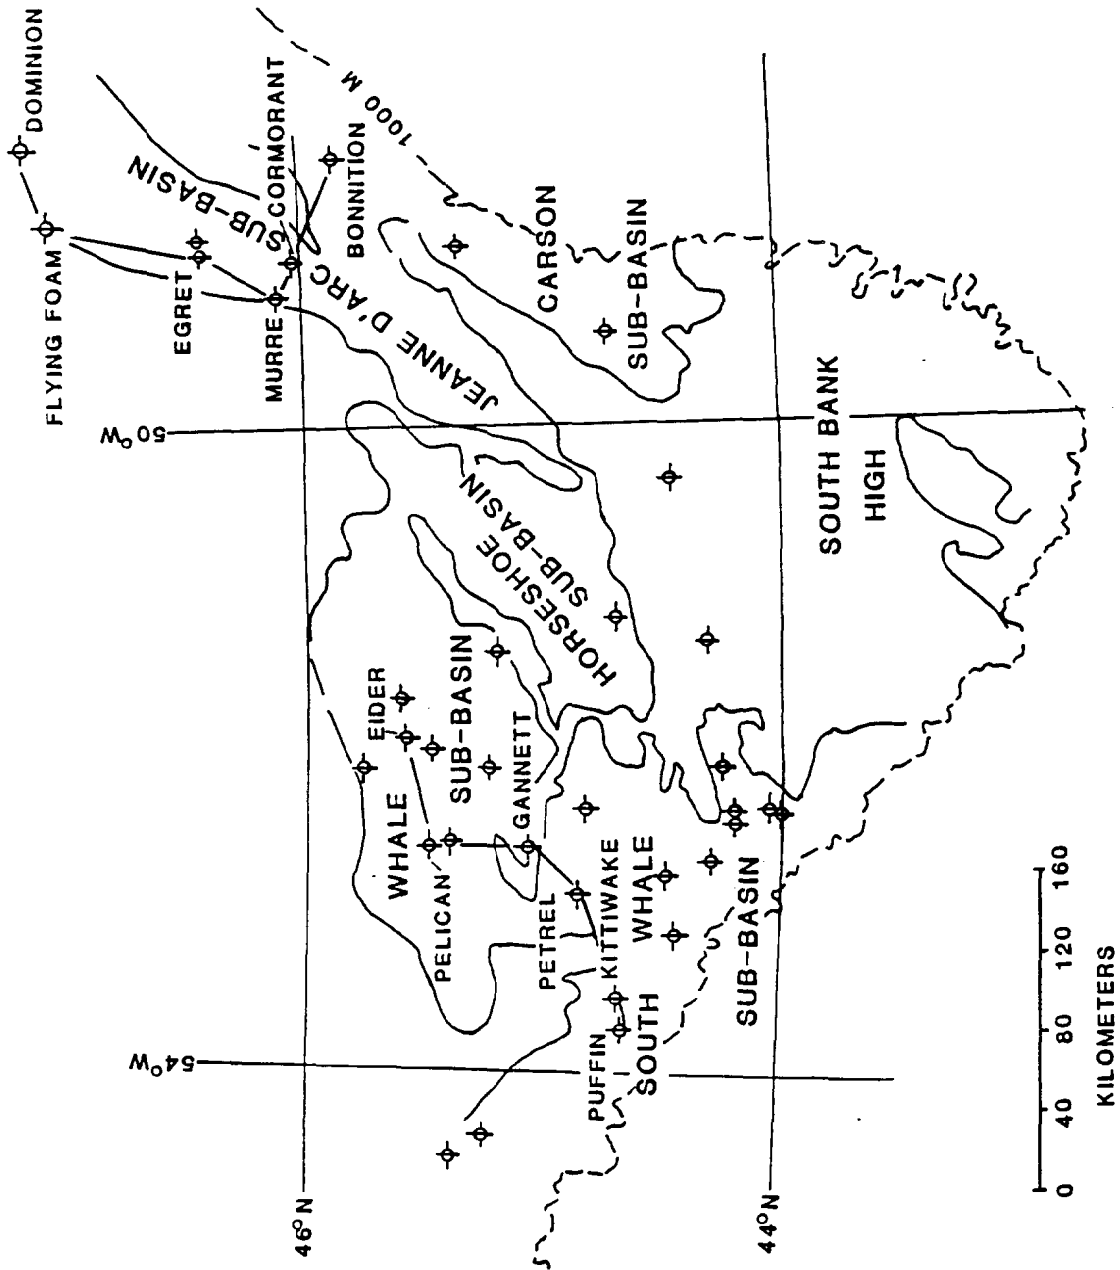 DOMINION
FLYING FOAM
EGRET
MURRE
CORMORANT
BONNITION
1000 M
JEANNE D'ARC
SUB-BASIN
CARSON
SUB-BASIN
50°W
HORSESHOE
SUB-BASIN
SOUTH BANK
HIGH
EIDER
WHALE
SUB-BASIN
PELICAN
GANNETT
PETREL
KITTIWAKE
PUFFIN
SOUTH
WHALE
SUB-BASIN
54°W
46°N
44°N
0 40 80 120 160
KILOMETERS